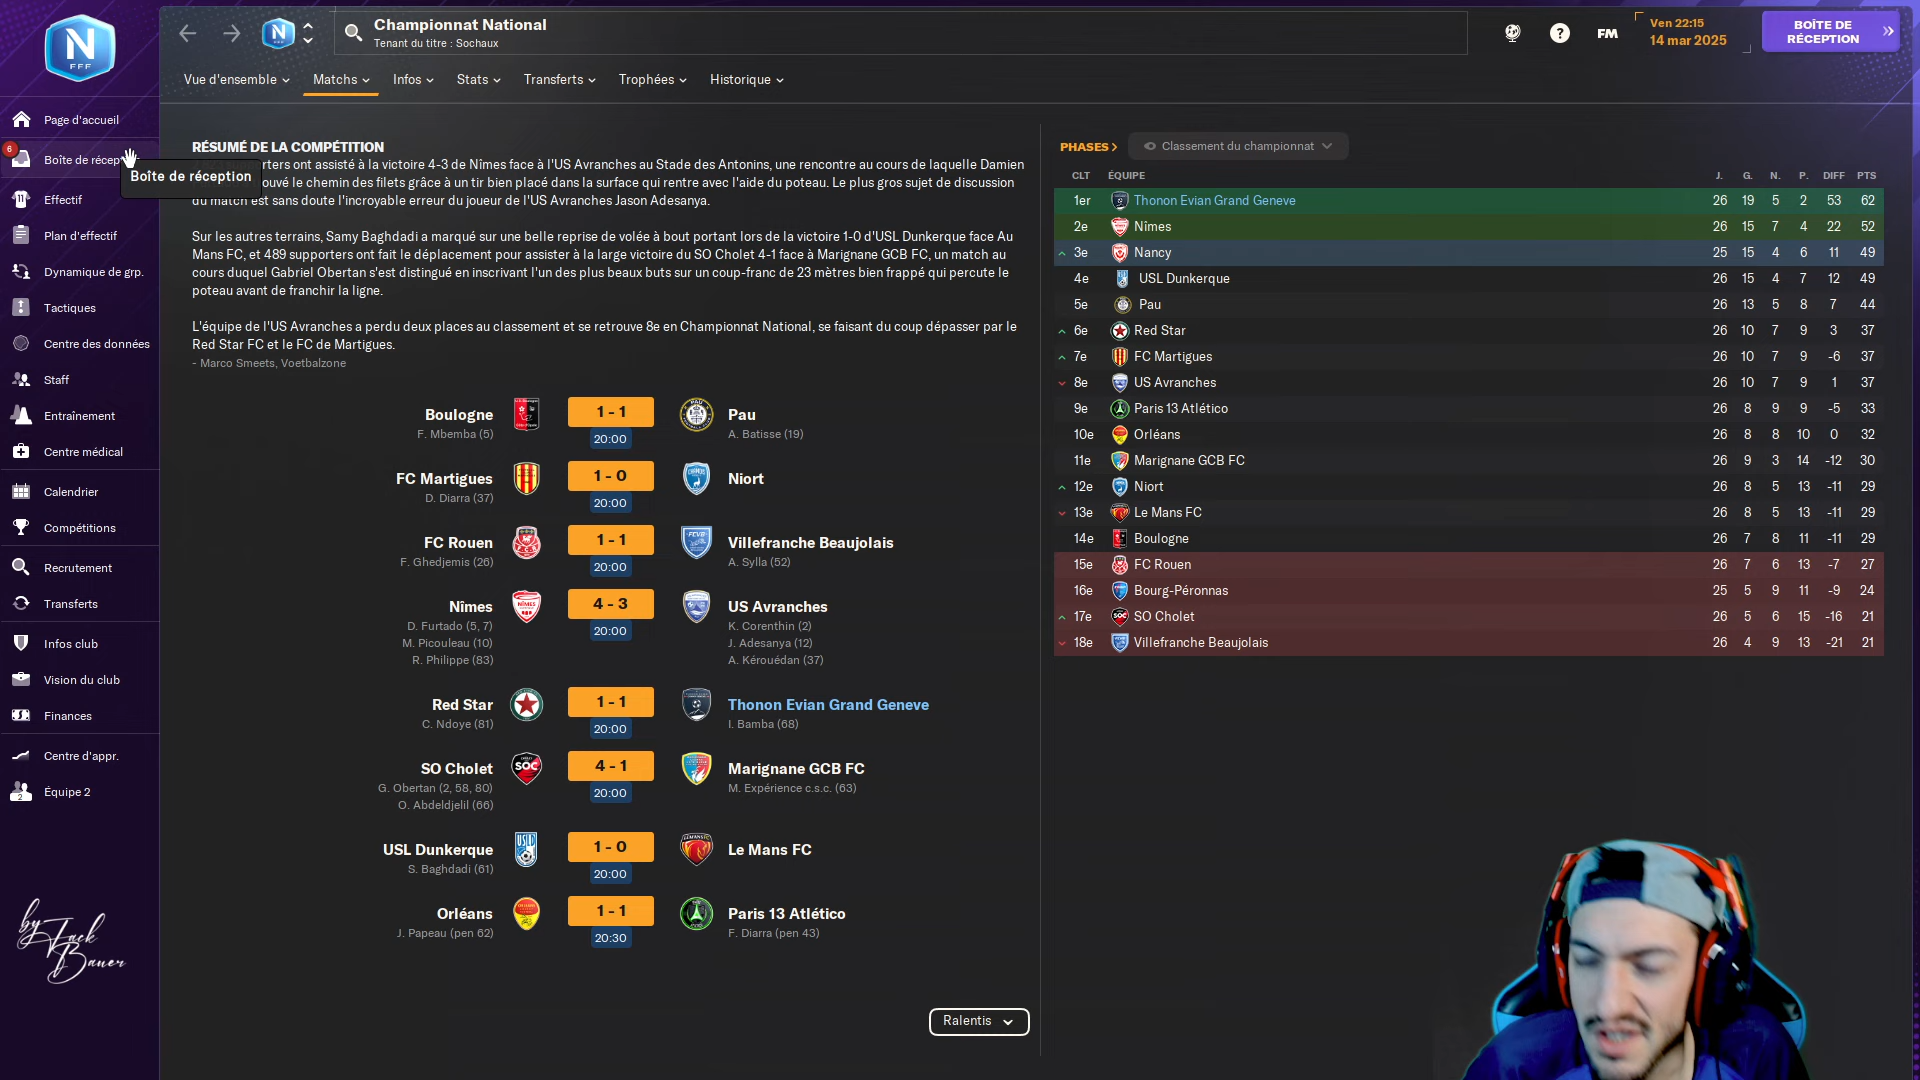 Championnat National
Tenant du titre : Sochaux
Ven 22:15
14 mar 2025
BOÎTE DE
RÉCEPTION
N
FFF
FM
Vue d'ensemble
Matchs
Infos
Stats
Transferts
Trophées
Historique
Page d'accueil
6
Boîte de récep
Boîte de réception
Effectif
Plan d'effectif
Dynamique de grp.
Tactiques
Centre des données
Staff
Entraînement
Centre médical
Calendrier
Compétitions
Recrutement
Transferts
Infos club
Vision du club
Finances
Centre d'appr.
Équipe 2
by Jack
Bauer
RÉSUMÉ DE LA COMPÉTITION
rters ont assisté à la victoire 4-3 de Nîmes face à l'US Avranches au Stade des Antonins, une rencontre au cours de laquelle Damien
ouvé le chemin des filets grâce à un tir bien placé dans la surface qui rentre avec l'aide du poteau. Le plus gros sujet de discussion
du match est sans doute l'incroyable erreur du joueur de l'US Avranches Jason Adesanya.
Sur les autres terrains, Samy Baghdadi a marqué sur une belle reprise de volée à bout portant lors de la victoire 1-0 d'USL Dunkerque face Au
Mans FC, et 489 supporters ont fait le déplacement pour assister à la large victoire du SO Cholet 4-1 face à Marignane GCB FC, un match au
cours duquel Gabriel Obertan s'est distingué en inscrivant l'un des plus beaux buts sur un coup-franc de 23 mètres bien frappé qui percute le
poteau avant de franchir la ligne.
L'équipe de l'US Avranches a perdu deux places au classement et se retrouve 8e en Championnat National, se faisant du coup dépasser par le
Red Star FC et le FC de Martigues.
- Marco Smeets, Voetbalzone
Boulogne 1 - 1 Pau
F. Mbemba (5) 20:00 A. Batisse (19)
FC Martigues 1 - 0 Niort
D. Diarra (37) 20:00
FC Rouen 1 - 1 Villefranche Beaujolais
F. Ghedjemis (26) 20:00 A. Sylla (52)
Nîmes 4 - 3 US Avranches
D. Furtado (5, 7) 20:00 K. Corenthin (2)
M. Picouleau (10) J. Adesanya (12)
R. Philippe (83) A. Kérouédan (37)
Red Star 1 - 1 Thonon Evian Grand Geneve
C. Ndoye (81) 20:00 I. Bamba (68)
SO Cholet 4 - 1 Marignane GCB FC
G. Obertan (2, 58, 80) 20:00 M. Expérience c.s.c. (63)
O. Abdeldjelil (66)
USL Dunkerque 1 - 0 Le Mans FC
S. Baghdadi (61) 20:00
Orléans 1 - 1 Paris 13 Atlético
J. Papeau (pen 62) 20:30 F. Diarra (pen 43)
Ralentis
PHASES Classement du championnat
CLT ÉQUIPE J. G. N. P. DIFF PTS
1er Thonon Evian Grand Geneve 26 19 5 2 53 62
2e Nîmes 26 15 7 4 22 52
3e Nancy 25 15 4 6 11 49
4e USL Dunkerque 26 15 4 7 12 49
5e Pau 26 13 5 8 7 44
6e Red Star 26 10 7 9 3 37
7e FC Martigues 26 10 7 9 -6 37
8e US Avranches 26 10 7 9 1 37
9e Paris 13 Atlético 26 8 9 9 -5 33
10e Orléans 26 8 8 10 0 32
11e Marignane GCB FC 26 9 3 14 -12 30
12e Niort 26 8 5 13 -11 29
13e Le Mans FC 26 8 5 13 -11 29
14e Boulogne 26 7 8 11 -11 29
15e FC Rouen 26 7 6 13 -7 27
16e Bourg-Péronnas 25 5 9 11 -9 24
17e SO Cholet 26 5 6 15 -16 21
18e Villefranche Beaujolais 26 4 9 13 -21 21